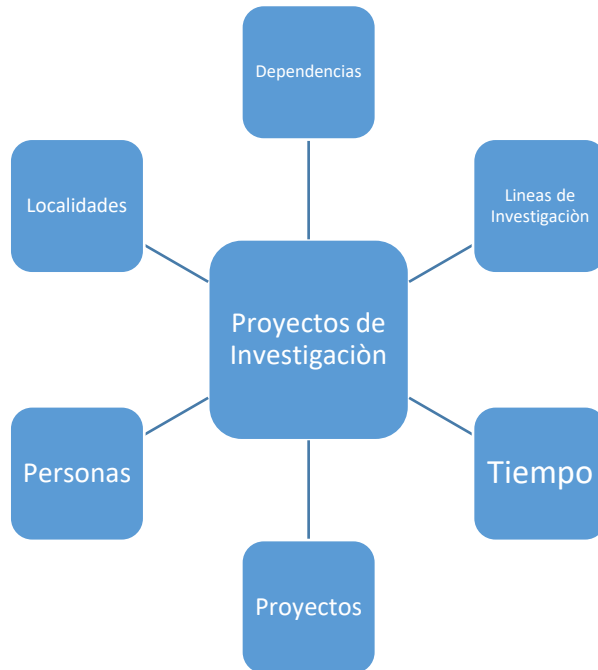 Dependencias
Localidades
Lineas de
Investigaciòn
Proyectos de
Investigaciòn
Personas
Tiempo
Proyectos